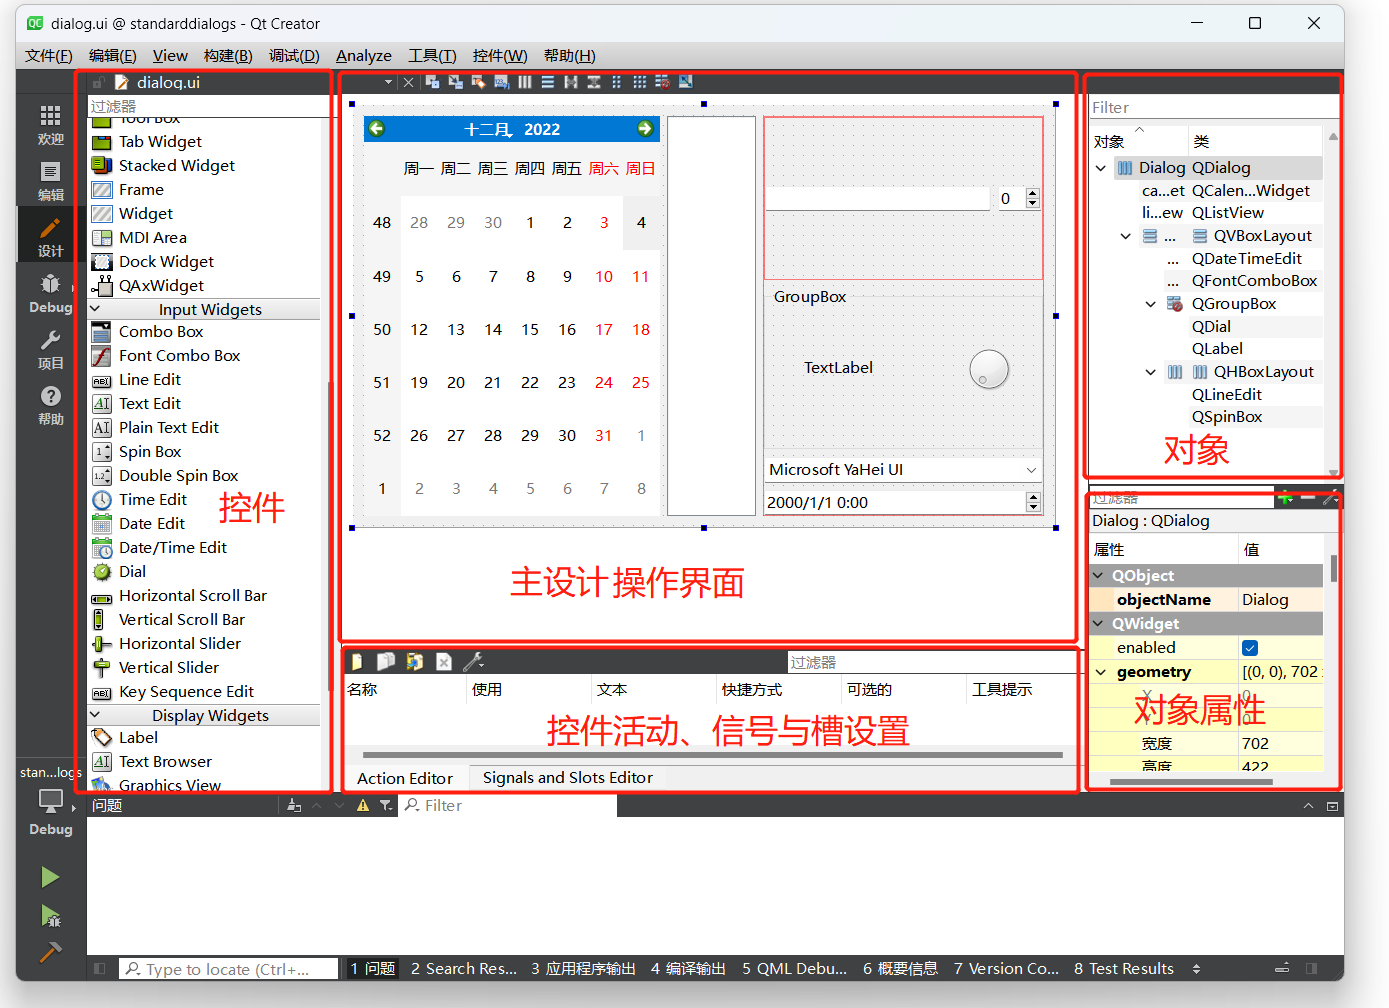 dialog.ui @ standarddialogs - Qt Creator
文件(F) 编辑(E) View 构建(B) 调试(D) Analyze 工具(T) 控件(W) 帮助(H)
欢迎
编辑
设计
Debug
项目
帮助
stan...logs
Debug
dialog.ui
过滤器
Tool Box
Tab Widget
Stacked Widget
Frame
Widget
MDI Area
Dock Widget
QAxWidget
Input Widgets
Combo Box
Font Combo Box
Line Edit
Text Edit
Plain Text Edit
Spin Box
Double Spin Box
Time Edit
Date Edit
Date/Time Edit
Dial
Horizontal Scroll Bar
Vertical Scroll Bar
Horizontal Slider
Vertical Slider
Key Sequence Edit
Display Widgets
Label
Text Browser
Graphics View
控件
十二月, 2022
周一 周二 周三 周四 周五 周六 周日
48 28 29 30 1 2 3 4
49 5 6 7 8 9 10 11
50 12 13 14 15 16 17 18
51 19 20 21 22 23 24 25
52 26 27 28 29 30 31 1
1 2 3 4 5 6 7 8
0
GroupBox
TextLabel
Microsoft YaHei UI
2000/1/1 0:00
主设计操作界面
过滤器
名称 使用 文本 快捷方式 可选的 工具提示
控件活动、信号与槽设置
Action Editor Signals and Slots Editor
Filter
对象 类
Dialog QDialog
ca...et QCalen...Widget
li...ew QListView
... QVBoxLayout
... QDateTimeEdit
... QFontComboBox
QGroupBox
QDial
QLabel
QHBoxLayout
QLineEdit
QSpinBox
对象
过滤器
Dialog : QDialog
属性 值
QObject
objectName Dialog
QWidget
enabled
geometry [(0, 0), 702
X 0
Y 0
对象属性
宽度 702
高度 422
问题 Filter
Type to locate (Ctrl+... 1 问题 2 Search Res... 3 应用程序输出 4 编译输出 5 QML Debu... 6 概要信息 7 Version Co... 8 Test Results